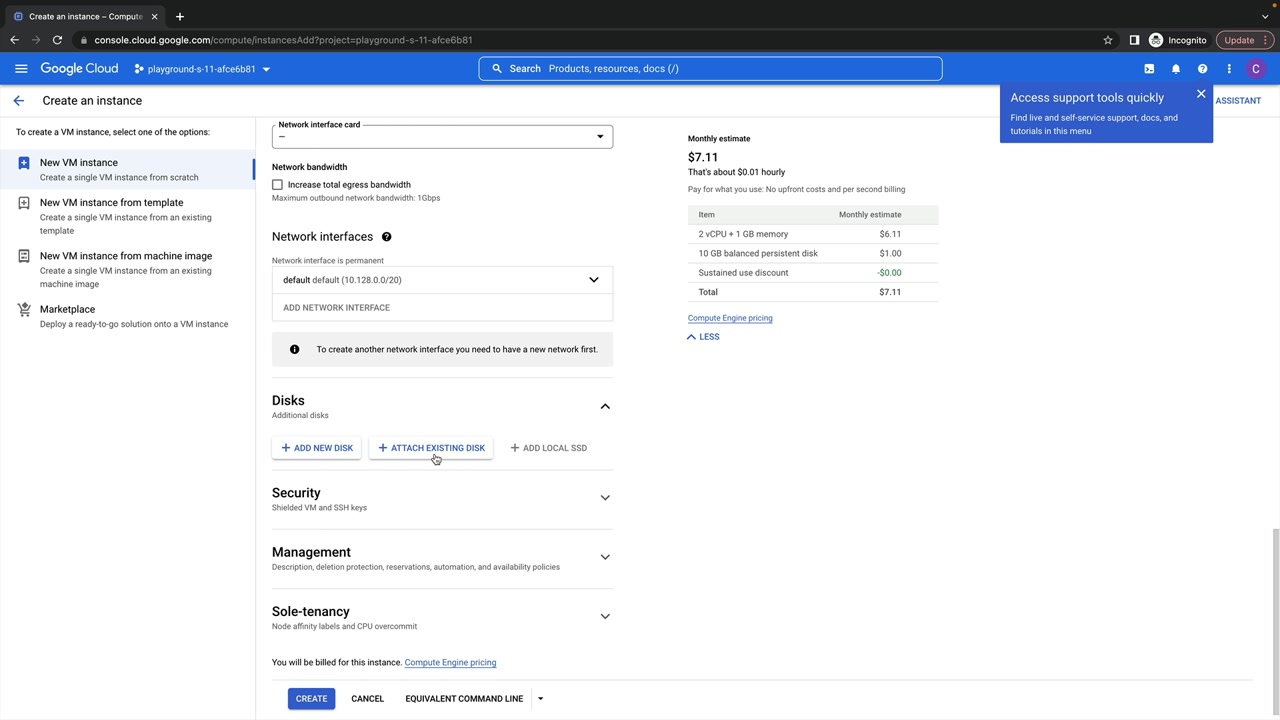 Create an instance – Compute
console.cloud.google.com/compute/instancesAdd?project=playground-s-11-afce6b81
Incognito
Update
Google Cloud
playground-s-11-afce6b81
Search Products, resources, docs (/)
C
Create an instance
ASSISTANT
Access support tools quickly
Find live and self-service support, docs, and
tutorials in this menu
To create a VM instance, select one of the options:
New VM instance
Create a single VM instance from scratch
New VM instance from template
Create a single VM instance from an existing
template
New VM instance from machine image
Create a single VM instance from an existing
machine image
Marketplace
Deploy a ready-to-go solution onto a VM instance
Network interface card
–
Network bandwidth
Increase total egress bandwidth
Maximum outbound network bandwidth: 1Gbps
Network interfaces
Network interface is permanent
default default (10.128.0.0/20)
ADD NETWORK INTERFACE
To create another network interface you need to have a new network first.
Disks
Additional disks
+ ADD NEW DISK
+ ATTACH EXISTING DISK
+ ADD LOCAL SSD
Security
Shielded VM and SSH keys
Management
Description, deletion protection, reservations, automation, and availability policies
Sole-tenancy
Node affinity labels and CPU overcommit
You will be billed for this instance. Compute Engine pricing
CREATE
CANCEL
EQUIVALENT COMMAND LINE
Monthly estimate
$7.11
That's about $0.01 hourly
Pay for what you use: No upfront costs and per second billing
Item Monthly estimate
2 vCPU + 1 GB memory $6.11
10 GB balanced persistent disk $1.00
Sustained use discount -$0.00
Total $7.11
Compute Engine pricing
LESS